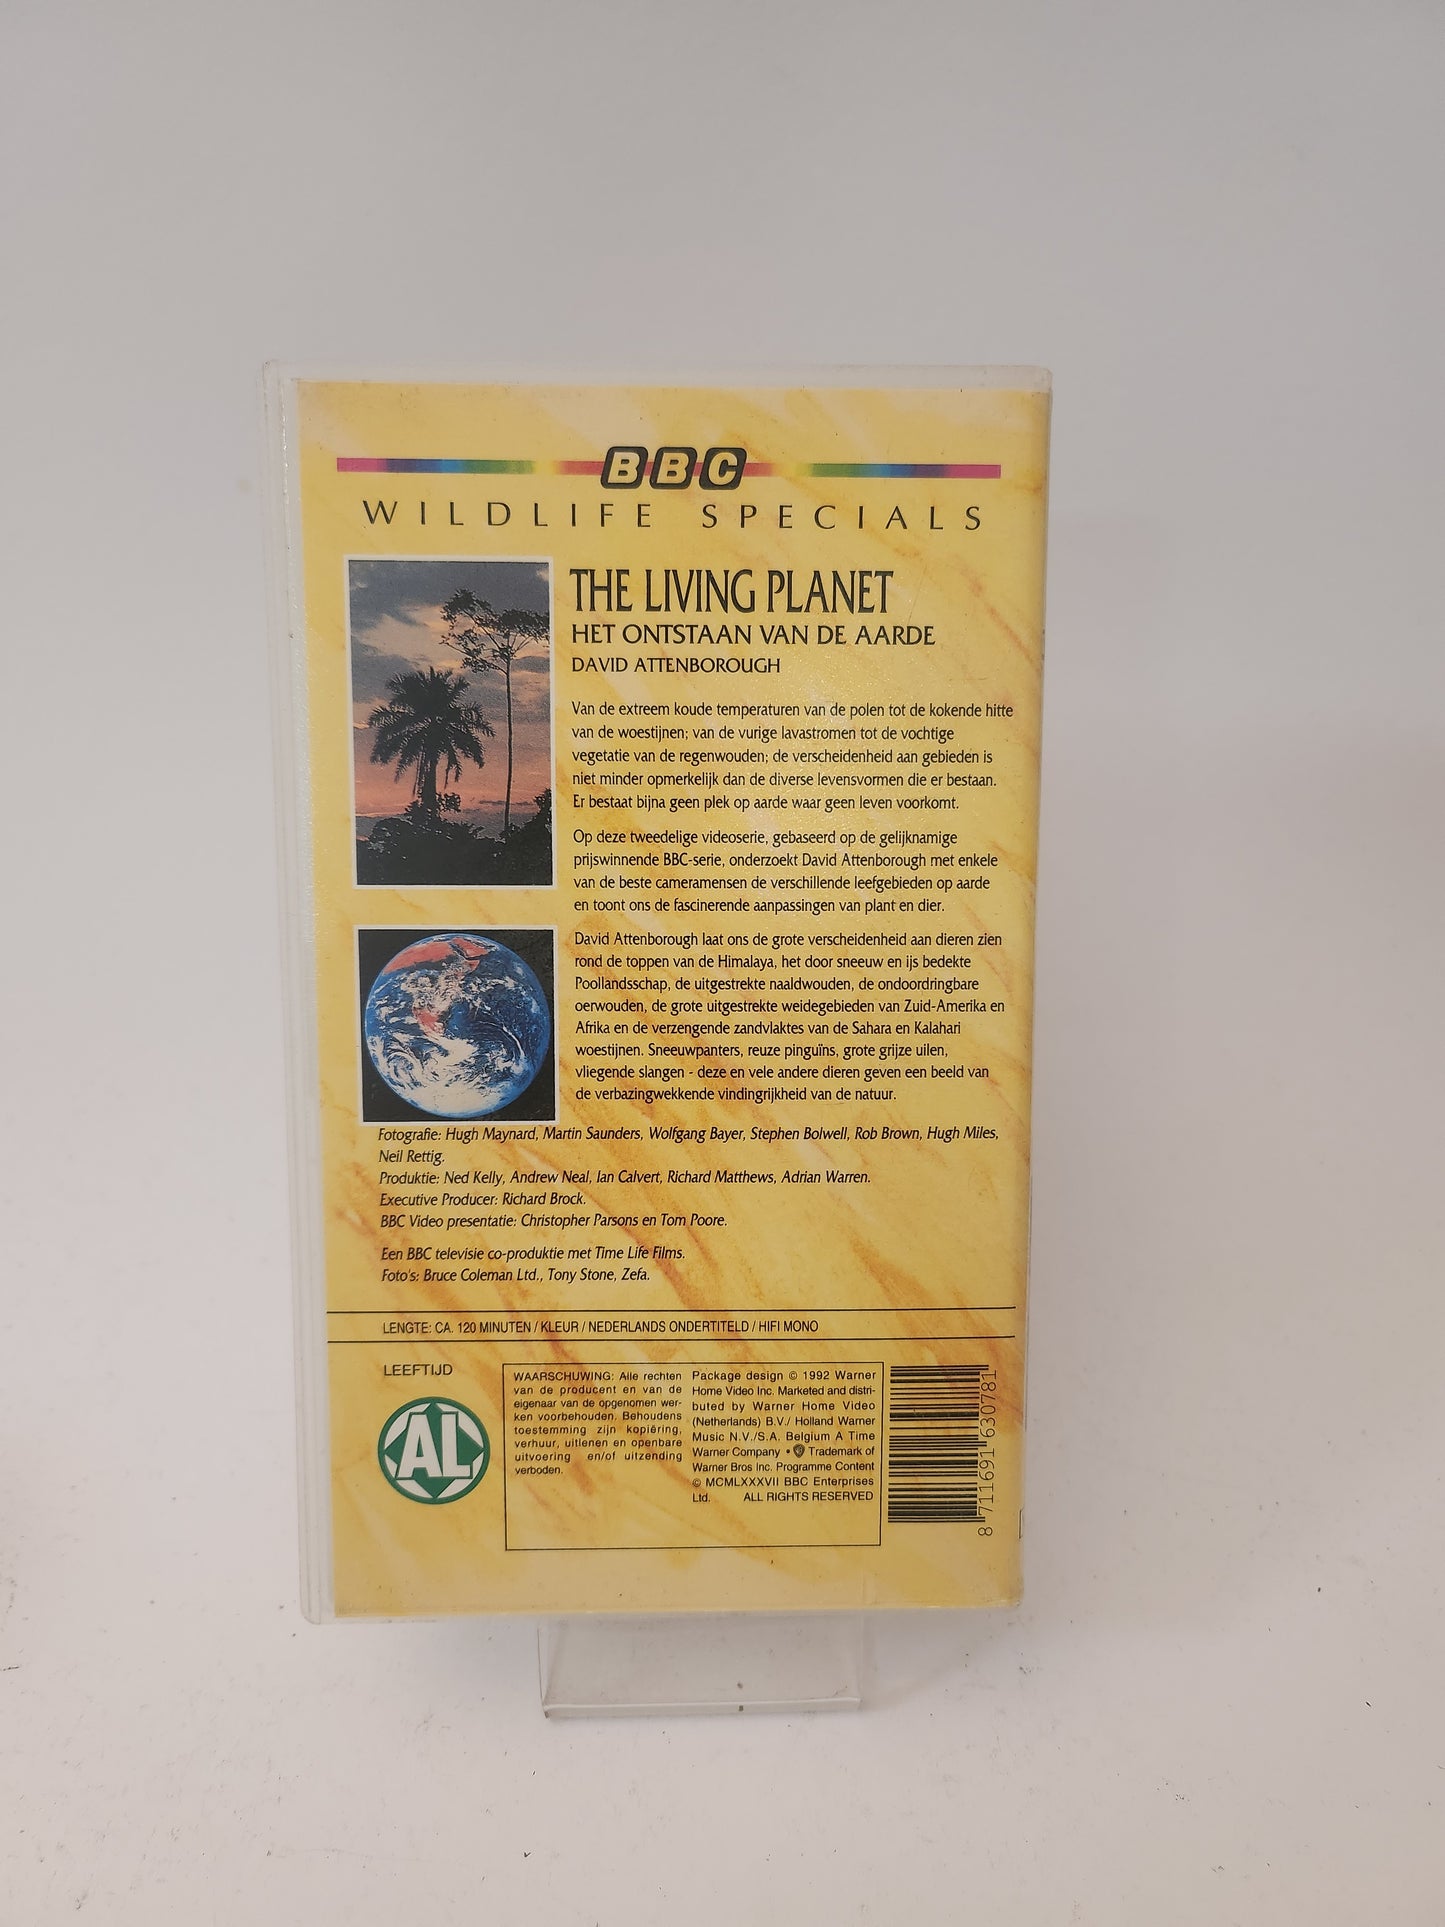 BBC
WILDLIFE SPECIALS
THE LIVING PLANET
HET ONTSTAAN VAN DE AARDE
DAVID ATTENBOROUGH
Van de extreem koude temperaturen van de polen tot de kokende hitte
van de woestijnen; van de vurige lavastromen tot de vochtige
vegetatie van de regenwouden; de verscheidenheid aan gebieden is
niet minder opmerkelijk dan de diverse levensvormen die er bestaan.
Er bestaat bijna geen plek op aarde waar geen leven voorkomt.
Op deze tweedelige videoserie, gebaseerd op de gelijknamige
prijswinnende BBC-serie, onderzoekt David Attenborough met enkele
van de beste cameramensen de verschillende leefgebieden op aarde
en toont ons de fascinerende aanpassingen van plant en dier.
David Attenborough laat ons de grote verscheidenheid aan dieren zien
rond de toppen van de Himalaya, het door sneeuw en ijs bedekte
Poollandsschap, de uitgestrekte naaldwouden, de ondoordringbare
oerwouden, de grote uitgestrekte weidegebieden van Zuid-Amerika en
Afrika en de verzengende zandvlaktes van de Sahara en Kalahari
woestijnen. Sneeuwpanters, reuze pinguïns, grote grijze uilen,
vliegende slangen - deze en vele andere dieren geven een beeld van
de verbazingwekkende vindingrijkheid van de natuur.
Fotografie: Hugh Maynard, Martin Saunders, Wolfgang Bayer, Stephen Bolwell, Rob Brown, Hugh Miles,
Neil Rettig.
Produktie: Ned Kelly, Andrew Neal, Ian Calvert, Richard Matthews, Adrian Warren.
Executive Producer: Richard Brock.
BBC Video presentatie: Christopher Parsons en Tom Poore.
Een BBC televisie co-produktie met Time Life Films.
Foto's: Bruce Coleman Ltd., Tony Stone, Zefa.
LENGTE: CA. 120 MINUTEN / KLEUR / NEDERLANDS ONDERTITELD / HIFI MONO
LEEFTIJD
AL
WAARSCHUWING: Alle rechten
van de producent en van de
eigenaar van de opgenomen wer-
ken voorbehouden. Behoudens
toestemming zijn kopiëring,
verhuur, uitlenen en openbare
uitvoering en/of uitzending
verboden.
Package design © 1992 Warner
Home Video Inc. Marketed and distri-
buted by Warner Home Video
(Netherlands) B.V./ Holland Warner
Music N.V./S.A. Belgium A Time
Warner Company • Trademark of
Warner Bros Inc. Programme Content
© MCMLXXXVII BBC Enterprises
Ltd. ALL RIGHTS RESERVED
8 711691 630781